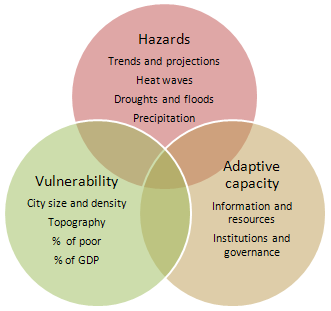 Hazards
Trends and projections
Heat waves
Droughts and floods
Precipitation
Vulnerability
City size and density
Topography
% of poor
% of GDP
Adaptive
capacity
Information and
resources
Institutions and
governance